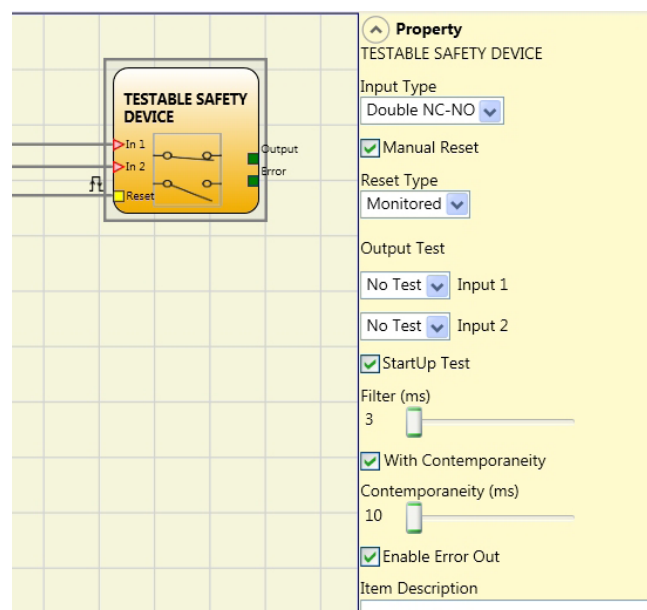 TESTABLE SAFETY
DEVICE
In 1
In 2
Reset
Output
Error
Property
TESTABLE SAFETY DEVICE
Input Type
Double NC-NO
Manual Reset
Reset Type
Monitored
Output Test
No Test Input 1
No Test Input 2
StartUp Test
Filter (ms)
3
With Contemporaneity
Contemporaneity (ms)
10
Enable Error Out
Item Description